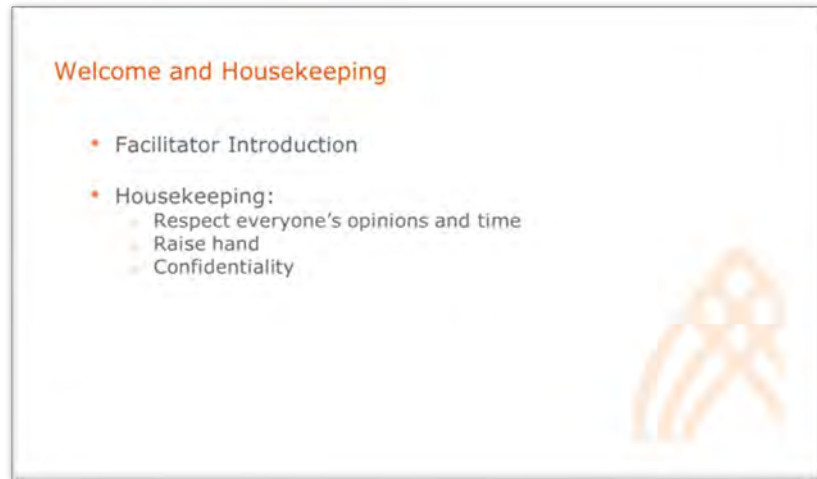 Welcome and Housekeeping
• Facilitator Introduction
• Housekeeping:
Respect everyone's opinions and time
Raise hand
Confidentiality